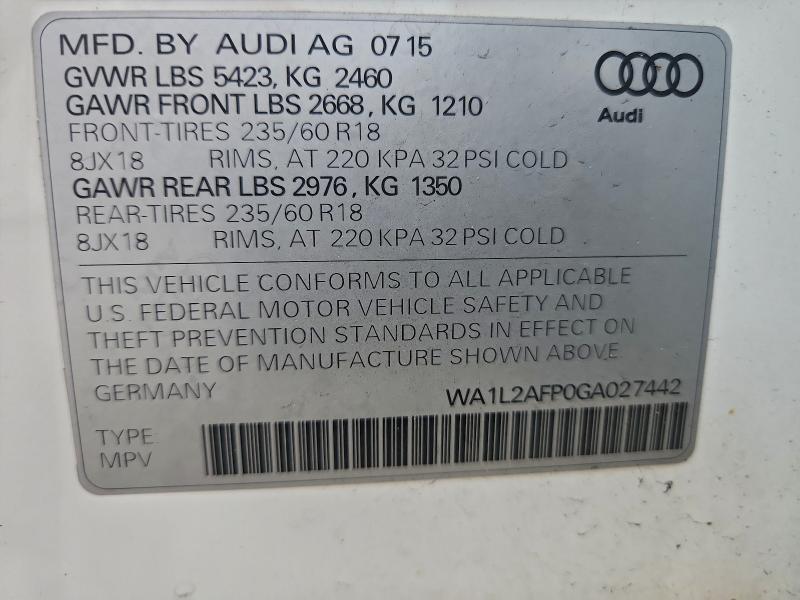 MFD. BY AUDI AG 07 15
GVWR LBS 5423, KG 2460
GAWR FRONT LBS 2668, KG 1210
FRONT-TIRES 235/60 R18
8JX18 RIMS, AT 220 KPA 32 PSI COLD
GAWR REAR LBS 2976, KG 1350
REAR-TIRES 235/60 R18
8JX18 RIMS, AT 220 KPA 32 PSI COLD
Audi
THIS VEHICLE CONFORMS TO ALL APPLICABLE
U.S. FEDERAL MOTOR VEHICLE SAFETY AND
THEFT PREVENTION STANDARDS IN EFFECT ON
THE DATE OF MANUFACTURE SHOWN ABOVE.
GERMANY WA1L2AFP0GA027442
TYPE:
MPV